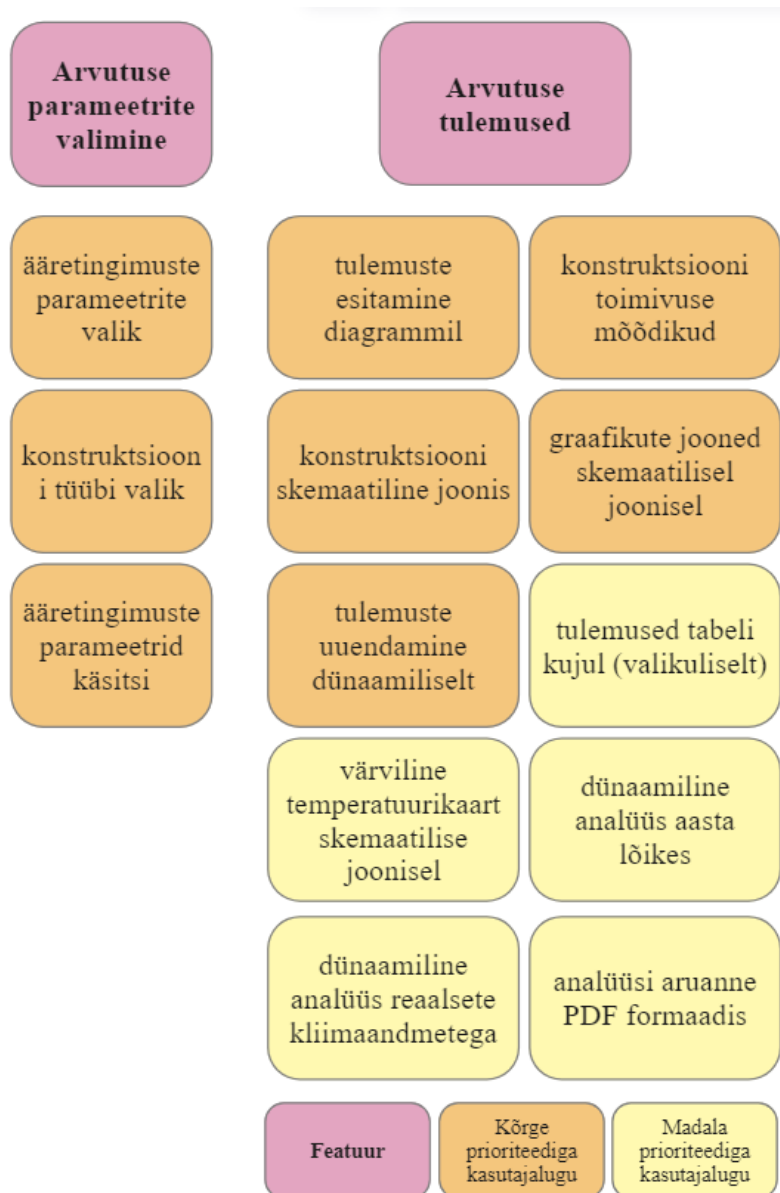 Arvutuse
parameetrite
valimine
Arvutuse
tulemused
ääretingimuste
parameetrite
valik
tulemuste
esitamine
diagrammil
konstruktsiooni
toimivuse
mõõdikud
konstruktsioon
i tüübi valik
konstruktsiooni
skemaatiline joonis
graafikute jooned
skemaatilisel
joonisel
ääretingimuste
parameetrid
käsitsi
tulemuste
uuendamine
dünaamiliselt
tulemused tabeli
kujul (valikuliselt)
värviline
temperatuurikaart
skemaatilise
joonisel
dünaamiline
analüüs aasta
lõikes
dünaamiline
analüüs reaalsete
kliimaandmetega
analüüsi aruanne
PDF formaadis
Featuur
Kõrge
prioriteediga
kasutajalugu
Madala
prioriteediga
kasutajalugu